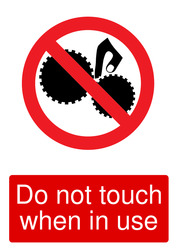 Do not touch
when in use